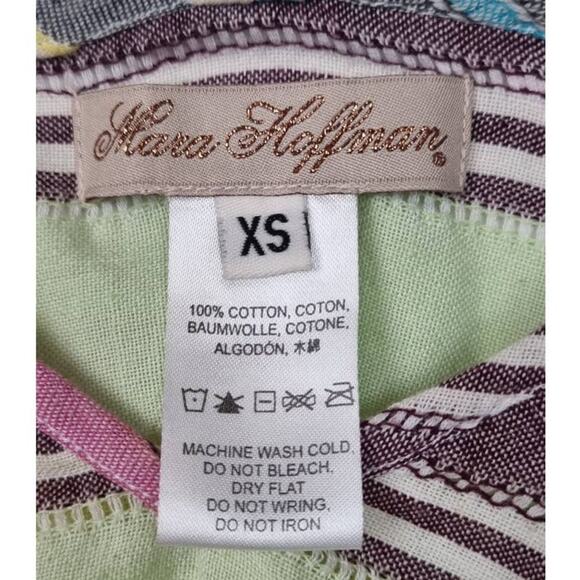 Mara Hoffman®
XS
100% COTTON, COTON,
BAUMWOLLE, COTONE,
ALGODÓN, 木綿
MACHINE WASH COLD,
DO NOT BLEACH.
DRY FLAT
DO NOT WRING.
DO NOT IRON